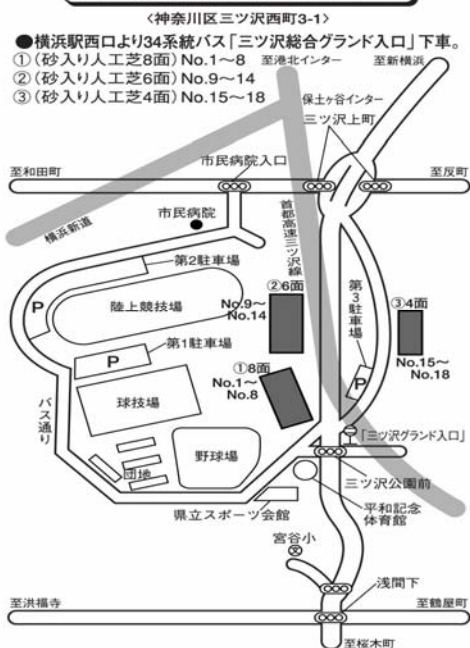 〈神奈川区三ツ沢西町3-1〉
●横浜駅西口より34系統バス「三ツ沢総合グランド入口」下車。
①(砂入り人工芝8面)No.1〜8
至港北インター
至新横浜
②(砂入り人工芝6面)No.9〜14
③(砂入り人工芝4面)No.15〜18
保土ヶ谷インター
三ツ沢上町
市民病院入口
至和田町
至反町
市民病院
横浜新道
首都高速三ツ沢線
第2駐車場
P
陸上競技場
②6面
No.9〜
No.14
第3駐車場
③4面
No.15〜
No.18
第1駐車場
P
①8面
No.1〜
No.8
P
バス通り
球技場
野球場
団地
「三ツ沢グランド入口」
三ツ沢公園前
平和記念
体育館
県立スポーツ会館
宮谷小
文
浅間下
至洪福寺
至鶴屋町
至桜木町